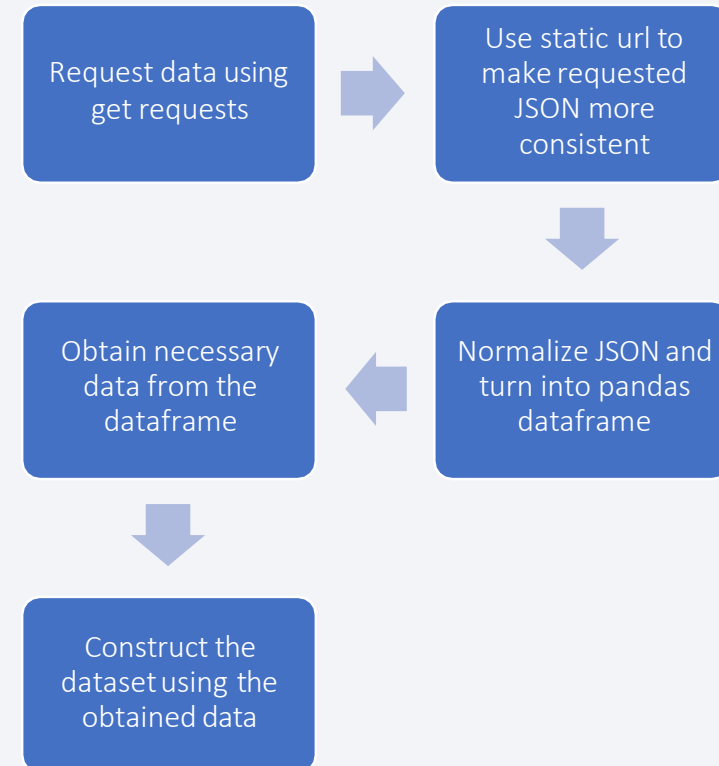 Request data using
get requests
Use static url to
make requested
JSON more
consistent
Normalize JSON and
turn into pandas
dataframe
Obtain necessary
data from the
dataframe
Construct the
dataset using the
obtained data